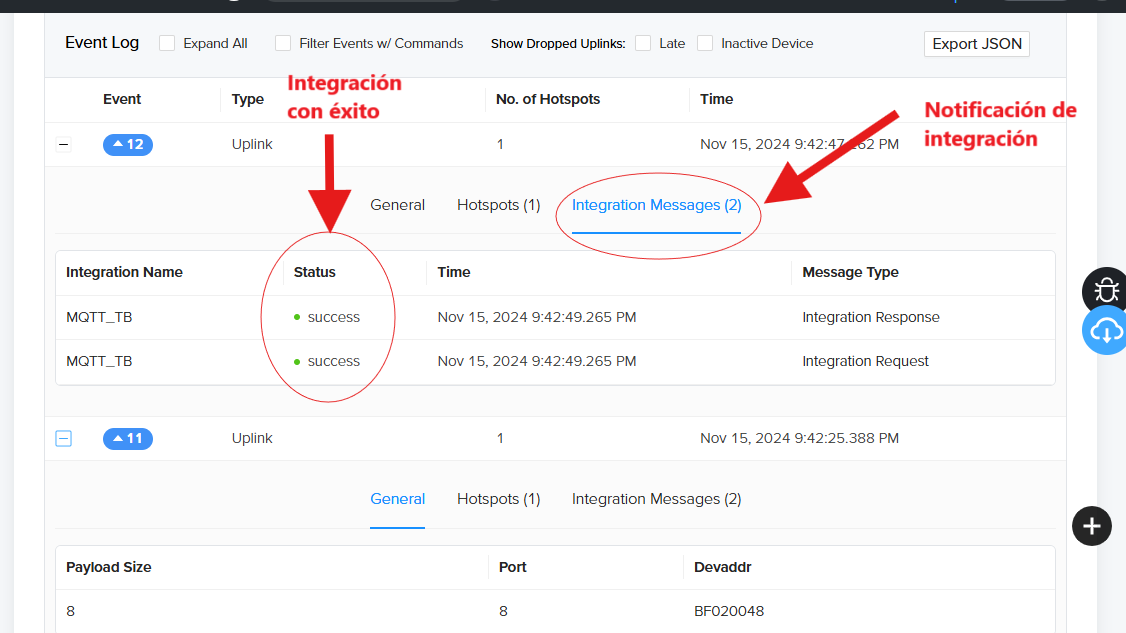 Event Log Expand All Filter Events w/ Commands Show Dropped Uplinks: Late Inactive Device Export JSON
Integración
con éxito
Event Type No. of Hotspots Time
Notificación de
integración
12 Uplink 1 Nov 15, 2024 9:42:47.262 PM
General Hotspots (1) Integration Messages (2)
Integration Name Status Time Message Type
MQTT_TB success Nov 15, 2024 9:42:49.265 PM Integration Response
MQTT_TB success Nov 15, 2024 9:42:49.265 PM Integration Request
11 Uplink 1 Nov 15, 2024 9:42:25.388 PM
General Hotspots (1) Integration Messages (2)
Payload Size Port Devaddr
8 8 BF020048